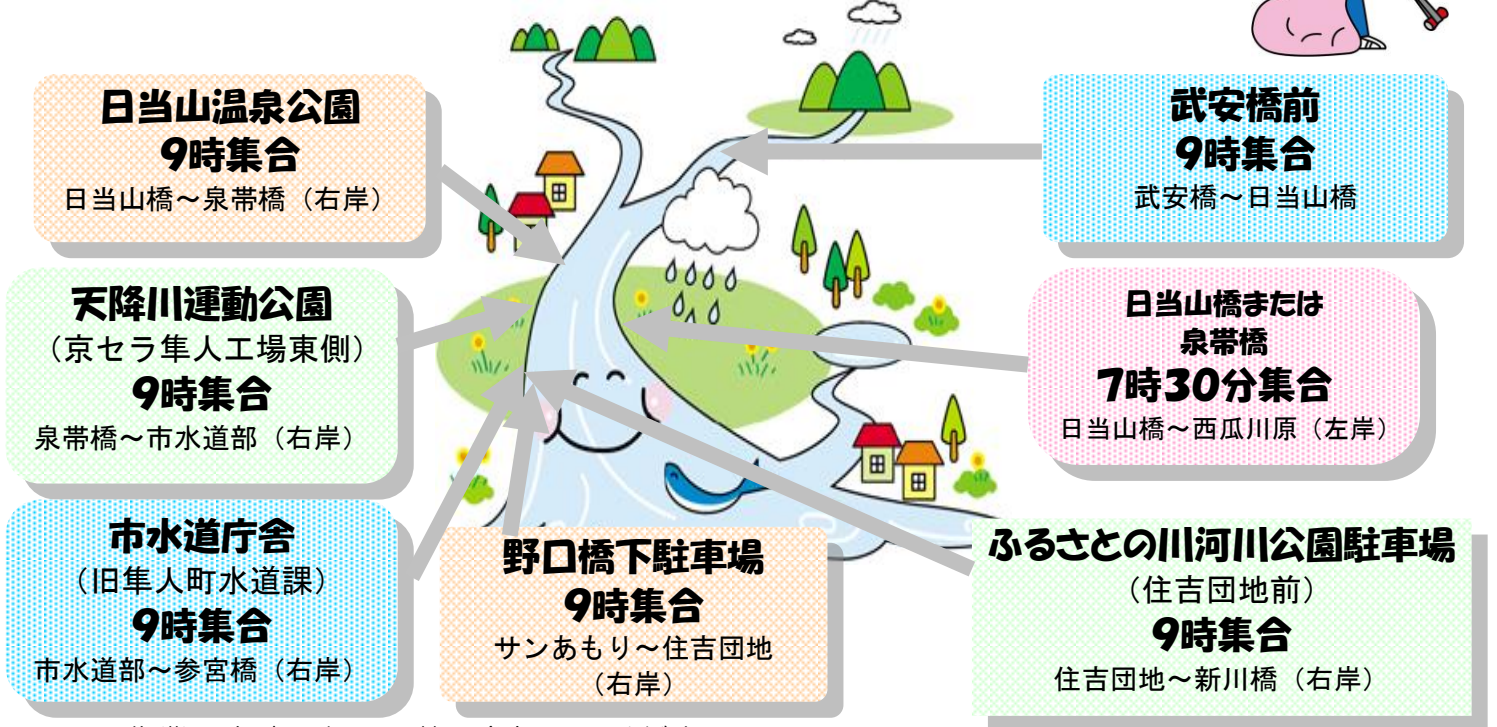 日当山温泉公園
9時集合
日当山橋～泉帯橋（右岸）
武安橋前
9時集合
武安橋～日当山橋
天降川運動公園
（京セラ隼人工場東側）
9時集合
泉帯橋～市水道部（右岸）
日当山橋または
泉帯橋
7時30分集合
日当山橋～西瓜川原（左岸）
市水道庁舎
（旧隼人町水道課）
9時集合
市水道部～参宮橋（右岸）
野口橋下駐車場
9時集合
サンあもり～住吉団地
（右岸）
ふるさとの川河川公園駐車場
（住吉団地前）
9時集合
住吉団地～新川橋（右岸）